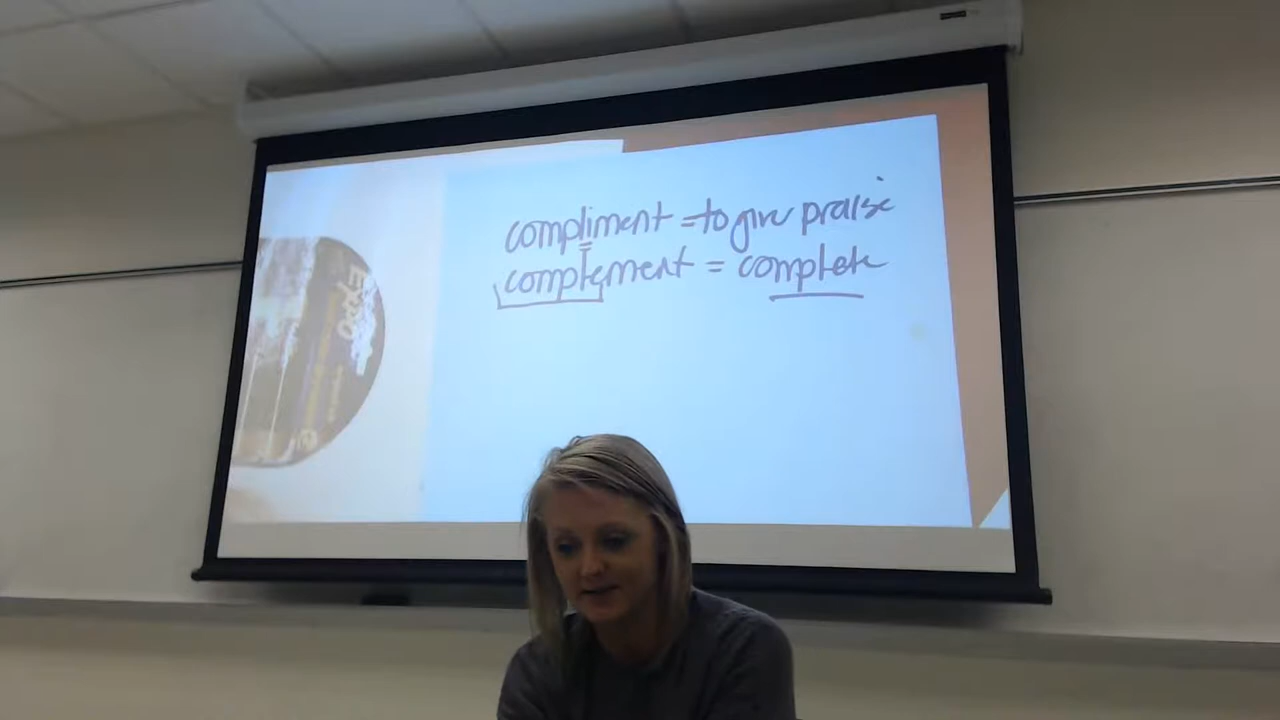 compliment = to give praise
complement = complete